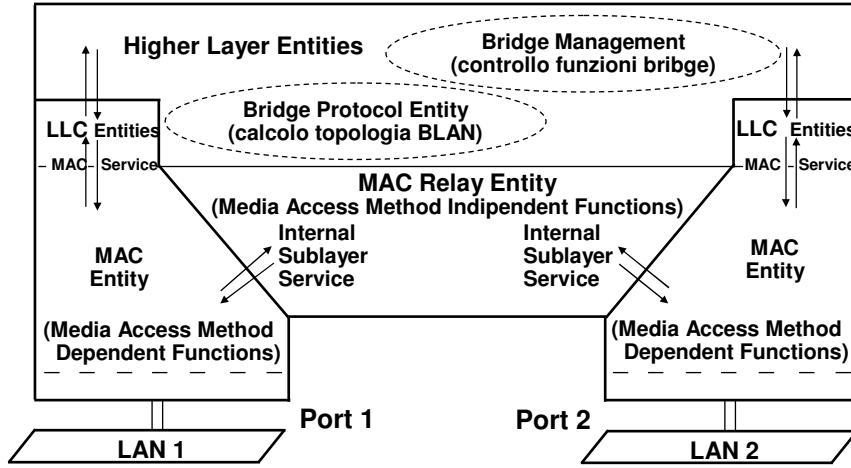 Higher Layer Entities
Bridge Management
(controllo funzioni bribge)
Bridge Protocol Entity
(calcolo topologia BLAN)
LLC Entities
MAC Service
LLC Entities
MAC Service
MAC Relay Entity
(Media Access Method Indipendent Functions)
Internal
Sublayer
Service
Internal
Sublayer
Service
MAC
Entity
MAC
Entity
(Media Access Method
Dependent Functions)
(Media Access Method
Dependent Functions)
Port 1
Port 2
LAN 1
LAN 2